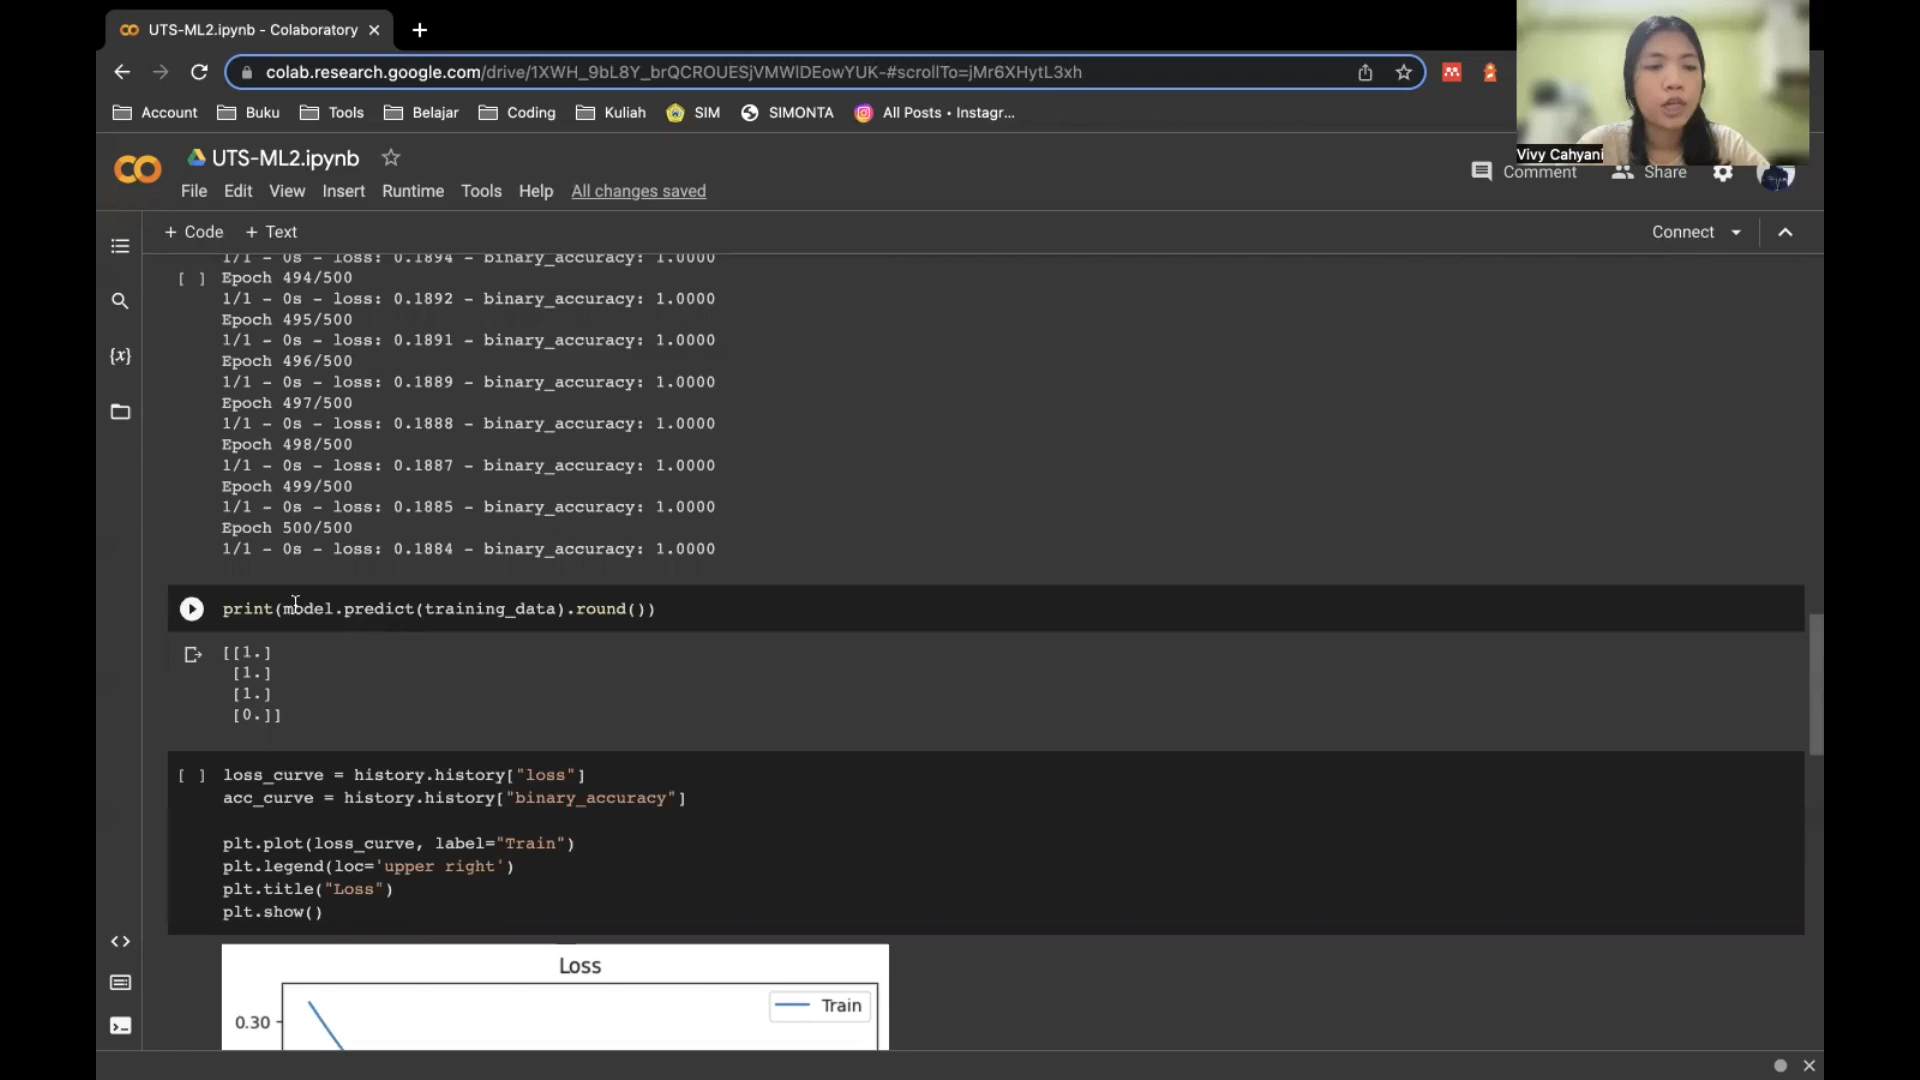 UTS-ML2.ipynb - Colaboratory
colab.research.google.com/drive/1XWH_9bL8Y_brQCROUESjVMWlDEowYUK-#scrollTo=jMr6XHytL3xh
Account Buku Tools Belajar Coding Kuliah SIM SIMONTA All Posts • Instagr...
Vivy Cahyani
UTS-ML2.ipynb
File Edit View Insert Runtime Tools Help All changes saved
Comment Share
+ Code + Text
Connect
1/1 - 0s - loss: 0.1894 - binary_accuracy: 1.0000
[ ] Epoch 494/500
1/1 - 0s - loss: 0.1892 - binary_accuracy: 1.0000
Epoch 495/500
1/1 - 0s - loss: 0.1891 - binary_accuracy: 1.0000
Epoch 496/500
1/1 - 0s - loss: 0.1889 - binary_accuracy: 1.0000
Epoch 497/500
1/1 - 0s - loss: 0.1888 - binary_accuracy: 1.0000
Epoch 498/500
1/1 - 0s - loss: 0.1887 - binary_accuracy: 1.0000
Epoch 499/500
1/1 - 0s - loss: 0.1885 - binary_accuracy: 1.0000
Epoch 500/500
1/1 - 0s - loss: 0.1884 - binary_accuracy: 1.0000
print(model.predict(training_data).round())
[[1.]
[1.]
[1.]
[0.]]
[ ] loss_curve = history.history["loss"]
acc_curve = history.history["binary_accuracy"]
plt.plot(loss_curve, label="Train")
plt.legend(loc='upper right')
plt.title("Loss")
plt.show()
Loss
Train
0.30